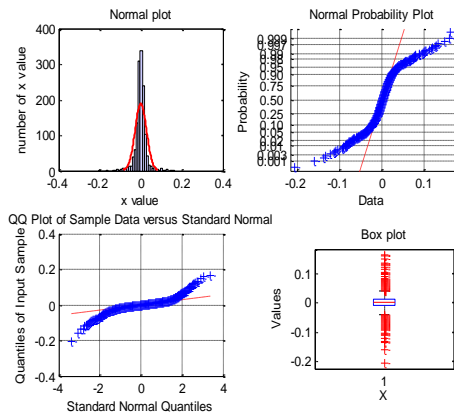 Normal plot
number of x value
400
300
200
100
0
-0.4 -0.2 0 0.2 0.4
x value
Normal Probability Plot
Probability
0.999
0.997
0.99
0.98
0.95
0.90
0.75
0.50
0.25
0.10
0.05
0.02
0.01
0.003
0.001
-0.2 -0.1 0 0.1
Data
QQ Plot of Sample Data versus Standard Normal
Quantiles of Input Sample
0.4
0.2
0
-0.2
-0.4
-4 -2 0 2 4
Standard Normal Quantiles
Box plot
Values
0.1
0
-0.1
-0.2
1
X